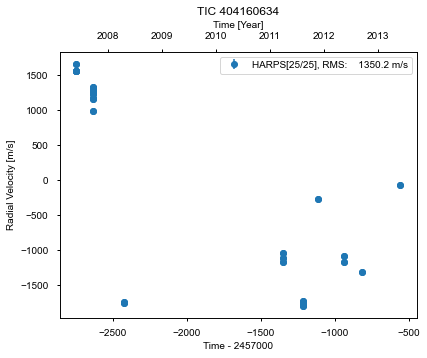 TIC 404160634
Time [Year]
2008 2009 2010 2011 2012 2013
HARPS[25/25], RMS: 1350.2 m/s
1500
1000
500
0
−500
−1000
−1500
Radial Velocity [m/s]
−2500 −2000 −1500 −1000 −500
Time - 2457000